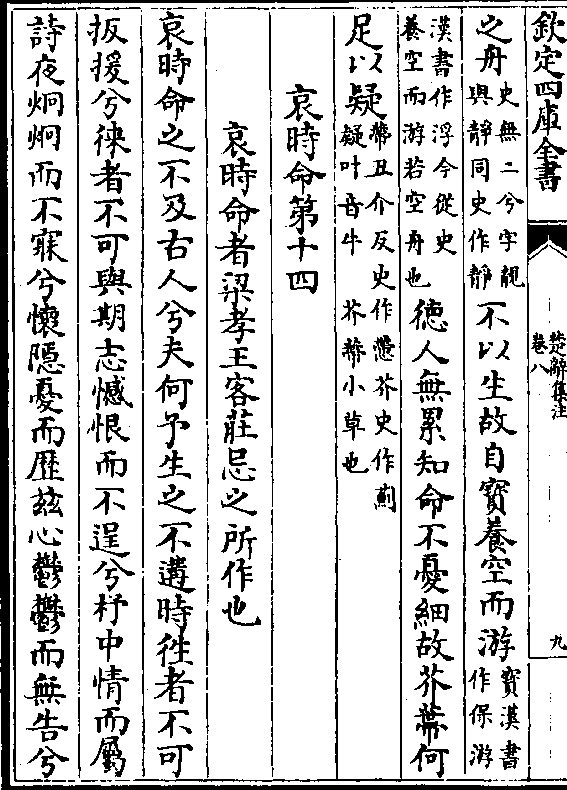 欽定四庫全書
楚辭集注
卷八
九
之舟史無二兮字靚與靜同史作靜不以生故自寶養空而游寶漢書作保游
漢書作浮今從史養空而游若空舟也德人無累知命不憂細故芥蔕何
足以疑蔕丑介反史作慸芥史作薊疑叶音牛 芥蔕小草也
哀時命第十四
哀時命者梁孝王客莊忌之所作也
哀時命之不及古人兮夫何予生之不遘時徃者不可
扳援兮徠者不可與期志憾恨而不逞兮杼中情而屬
詩夜炯炯而不寐兮懷隱憂而歷兹心鬱鬱而無告兮